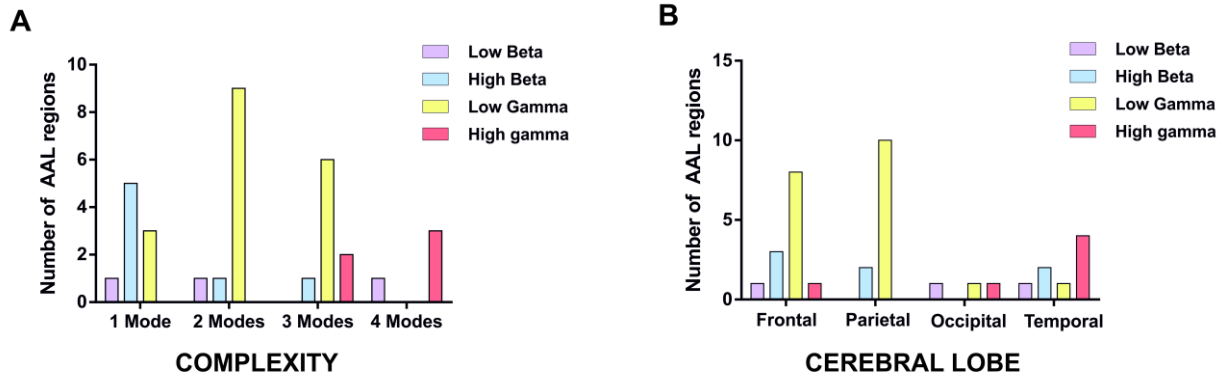 A
Number of AAL regions
10
8
6
4
2
0
1 Mode 2 Modes 3 Modes 4 Modes
COMPLEXITY
Low Beta
High Beta
Low Gamma
High gamma
B
Number of AAL regions
15
10
5
0
Frontal Parietal Occipital Temporal
CEREBRAL LOBE
Low Beta
High Beta
Low Gamma
High gamma